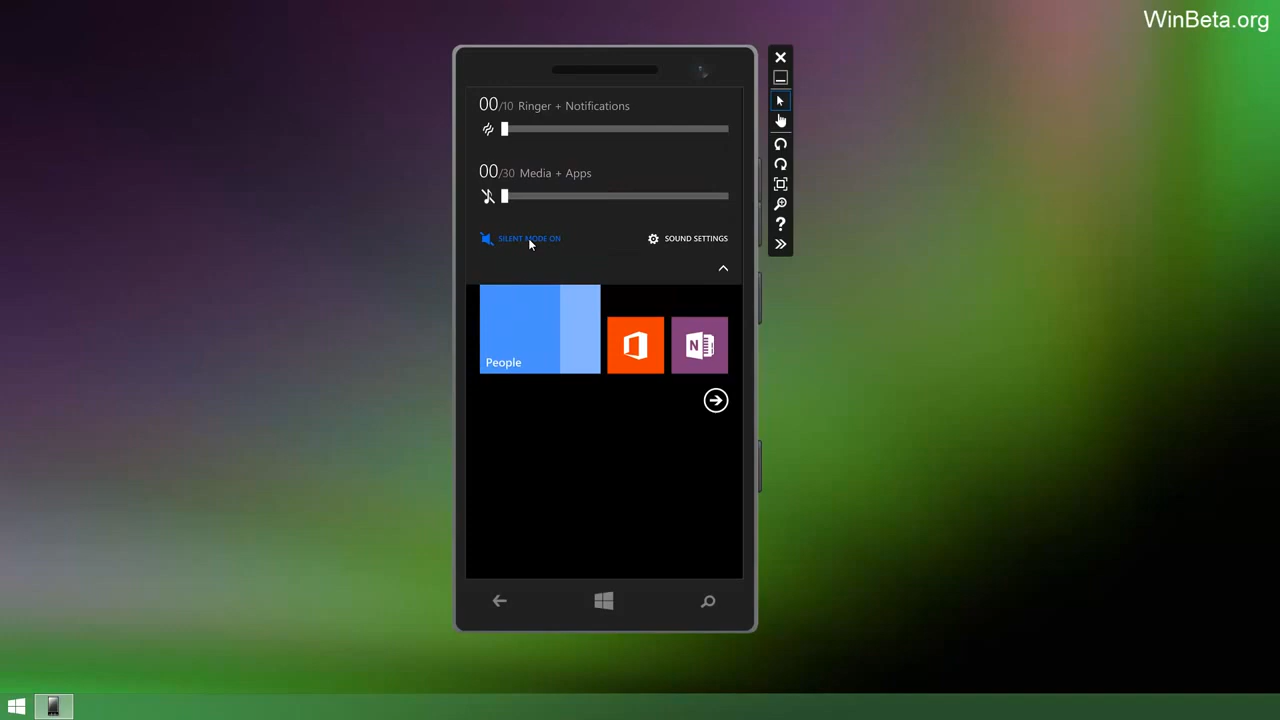 WinBeta.org
00/10 Ringer + Notifications
00/30 Media + Apps
SILENT MODE ON
SOUND SETTINGS
People
N